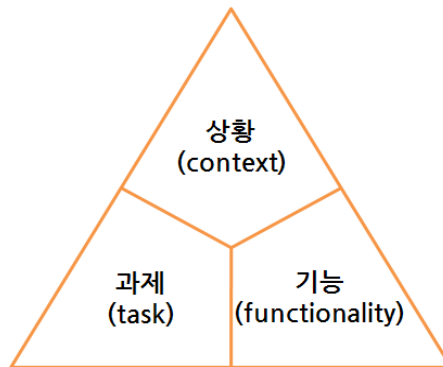 상황
(context)
과제
(task)
기능
(functionality)